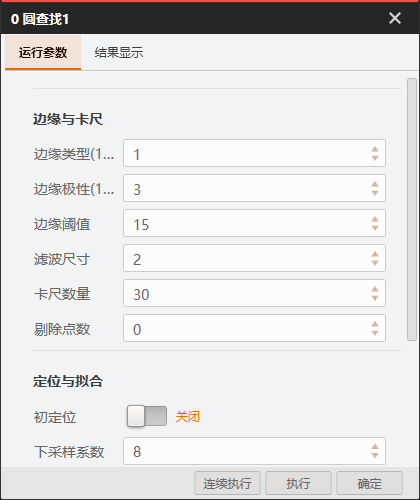 0 圆查找1
运行参数 结果显示
边缘与卡尺
边缘类型(1... 1
边缘极性(1... 3
边缘阈值 15
滤波尺寸 2
卡尺数量 30
剔除点数 0
定位与拟合
初定位 关闭
下采样系数 8
连续执行 执行 确定